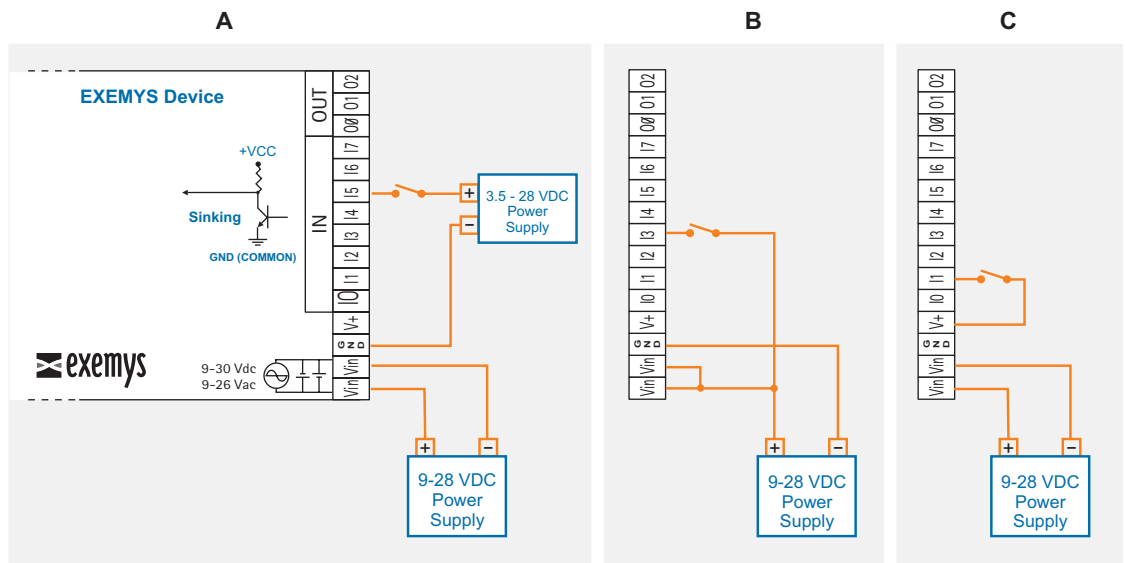 A
B
C
EXEMYS Device
+VCC
Sinking
GND (COMMON)
OUT
IN
O2
O1
OØ
I7
I6
I5
I4
I3
I2
I1
I0
V+
GND
Vin
Vin
9-30 Vdc
9-26 Vac
exemys
+
3.5 - 28 VDC
Power
Supply
−
+
−
9-28 VDC
Power
Supply
O2
O1
OØ
I7
I6
I5
I4
I3
I2
I1
I0
V+
GND
Vin
Vin
+
−
9-28 VDC
Power
Supply
O2
O1
OØ
I7
I6
I5
I4
I3
I2
I1
I0
V+
GND
Vin
Vin
+
−
9-28 VDC
Power
Supply